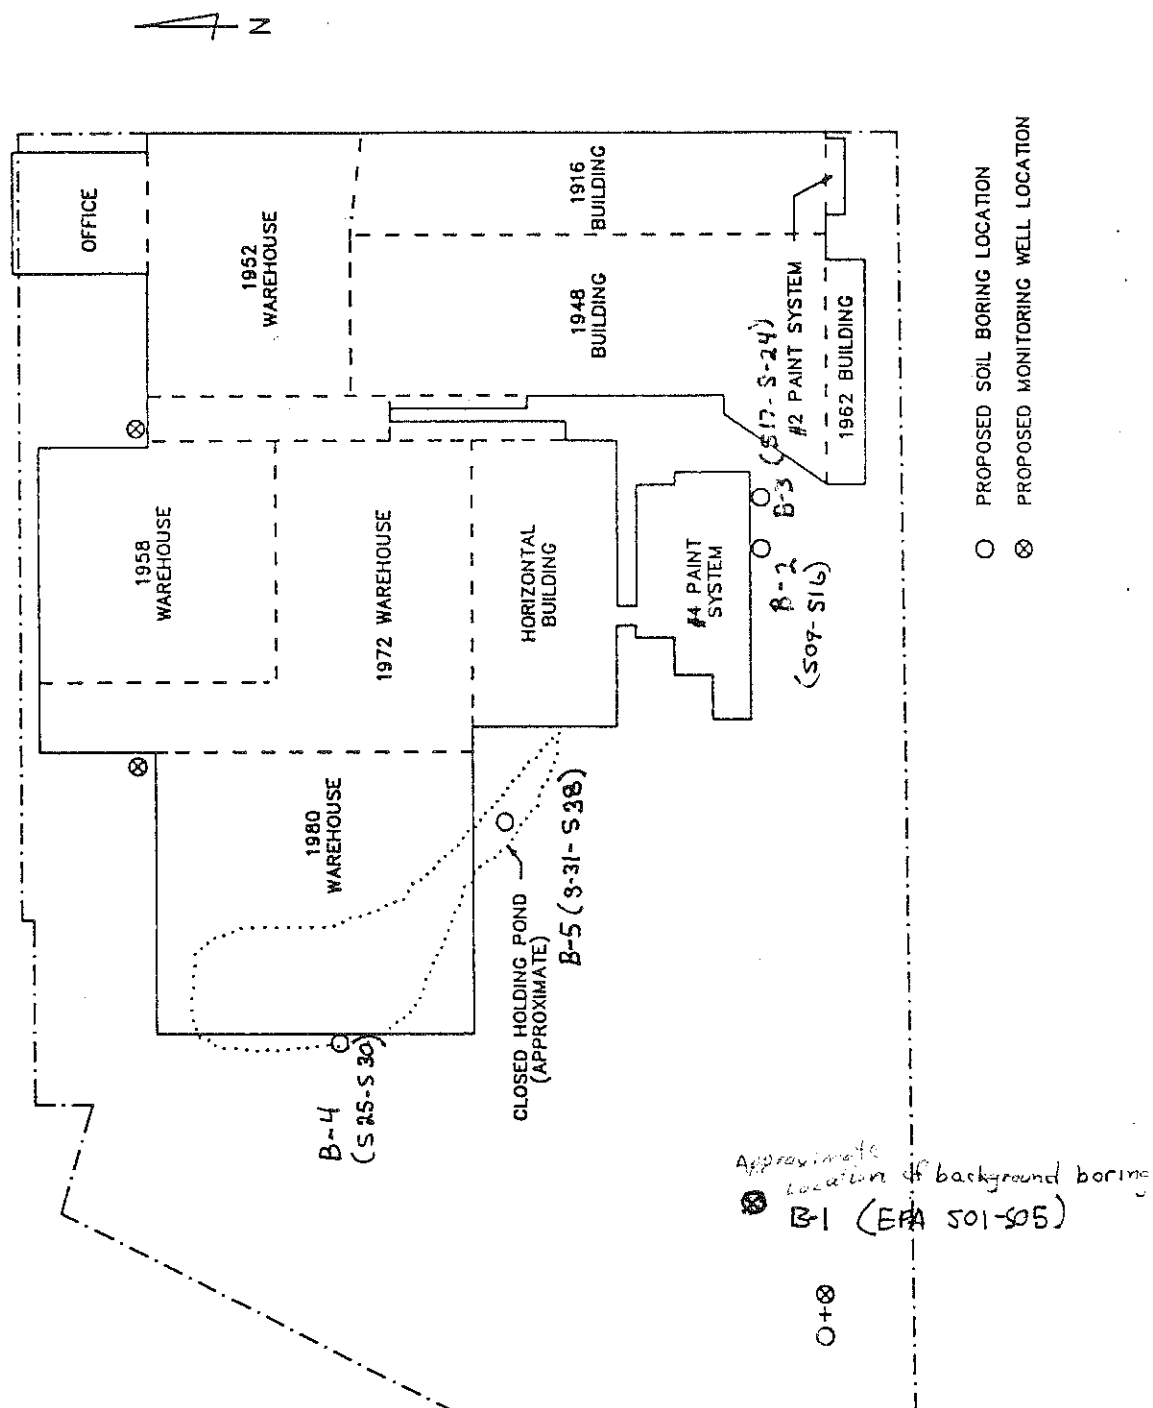 N
OFFICE
1952
WAREHOUSE
1916
BUILDING
1948
BUILDING
#2 PAINT SYSTEM
1962 BUILDING
1958
WAREHOUSE
1972 WAREHOUSE
HORIZONTAL
BUILDING
#4 PAINT
SYSTEM
B-3 (S17-S-24)
B-2
(S09-S16)
1980
WAREHOUSE
CLOSED HOLDING POND
(APPROXIMATE)
B-5 (S-31-S38)
B-4
(S25-S30)
Approximate
Location of background boring
B-1 (EPA S01-S05)
PROPOSED SOIL BORING LOCATION
PROPOSED MONITORING WELL LOCATION